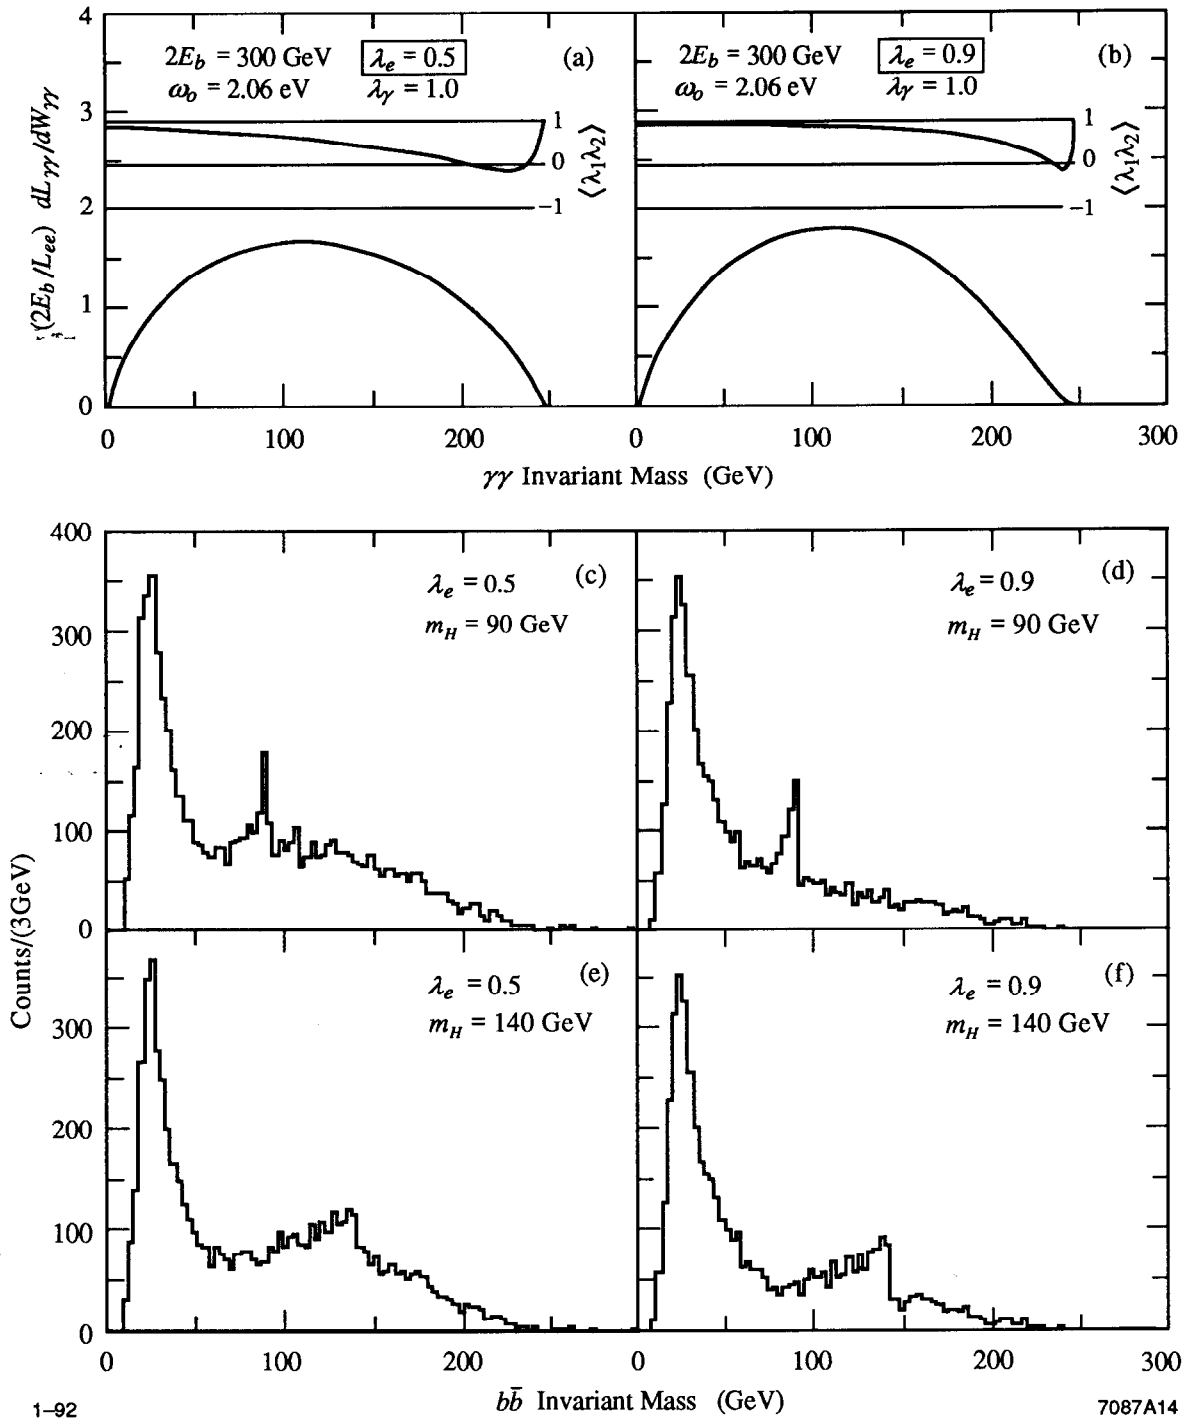 4
3
2
1
0
(2E_b/L_ee) dL_γγ/dW_γγ
2E_b = 300 GeV
λ_e = 0.5
(a)
ω_o = 2.06 eV
λ_γ = 1.0
1
0
−1
⟨λ_1λ_2⟩
2E_b = 300 GeV
λ_e = 0.9
(b)
ω_o = 2.06 eV
λ_γ = 1.0
1
0
−1
⟨λ_1λ_2⟩
0 100 200 0 100 200 300
γγ Invariant Mass (GeV)
400
300
200
100
0
λ_e = 0.5
(c)
m_H = 90 GeV
λ_e = 0.9
(d)
m_H = 90 GeV
Counts/(3GeV)
300
200
100
0
λ_e = 0.5
(e)
m_H = 140 GeV
λ_e = 0.9
(f)
m_H = 140 GeV
0 100 200 0 100 200 300
bb̄ Invariant Mass (GeV)
1–92
7087A14